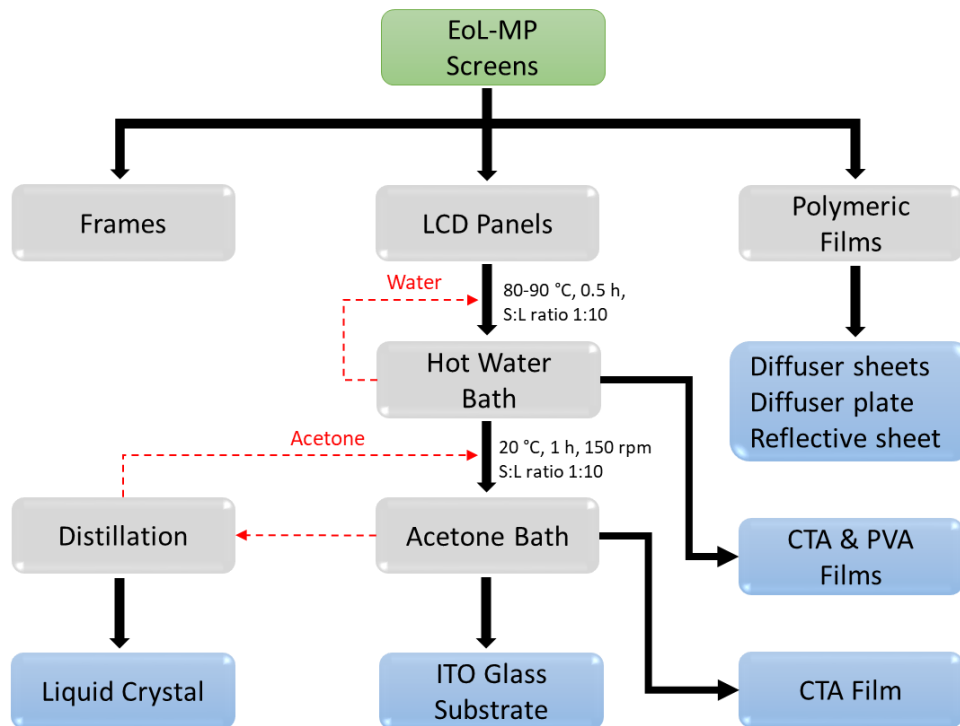 EoL-MP
Screens
Frames
LCD Panels
Polymeric
Films
Water
80-90 °C, 0.5 h,
S:L ratio 1:10
Hot Water
Bath
Diffuser sheets
Diffuser plate
Reflective sheet
Acetone
20 °C, 1 h, 150 rpm
S:L ratio 1:10
Distillation
Acetone Bath
CTA & PVA
Films
Liquid Crystal
ITO Glass
Substrate
CTA Film